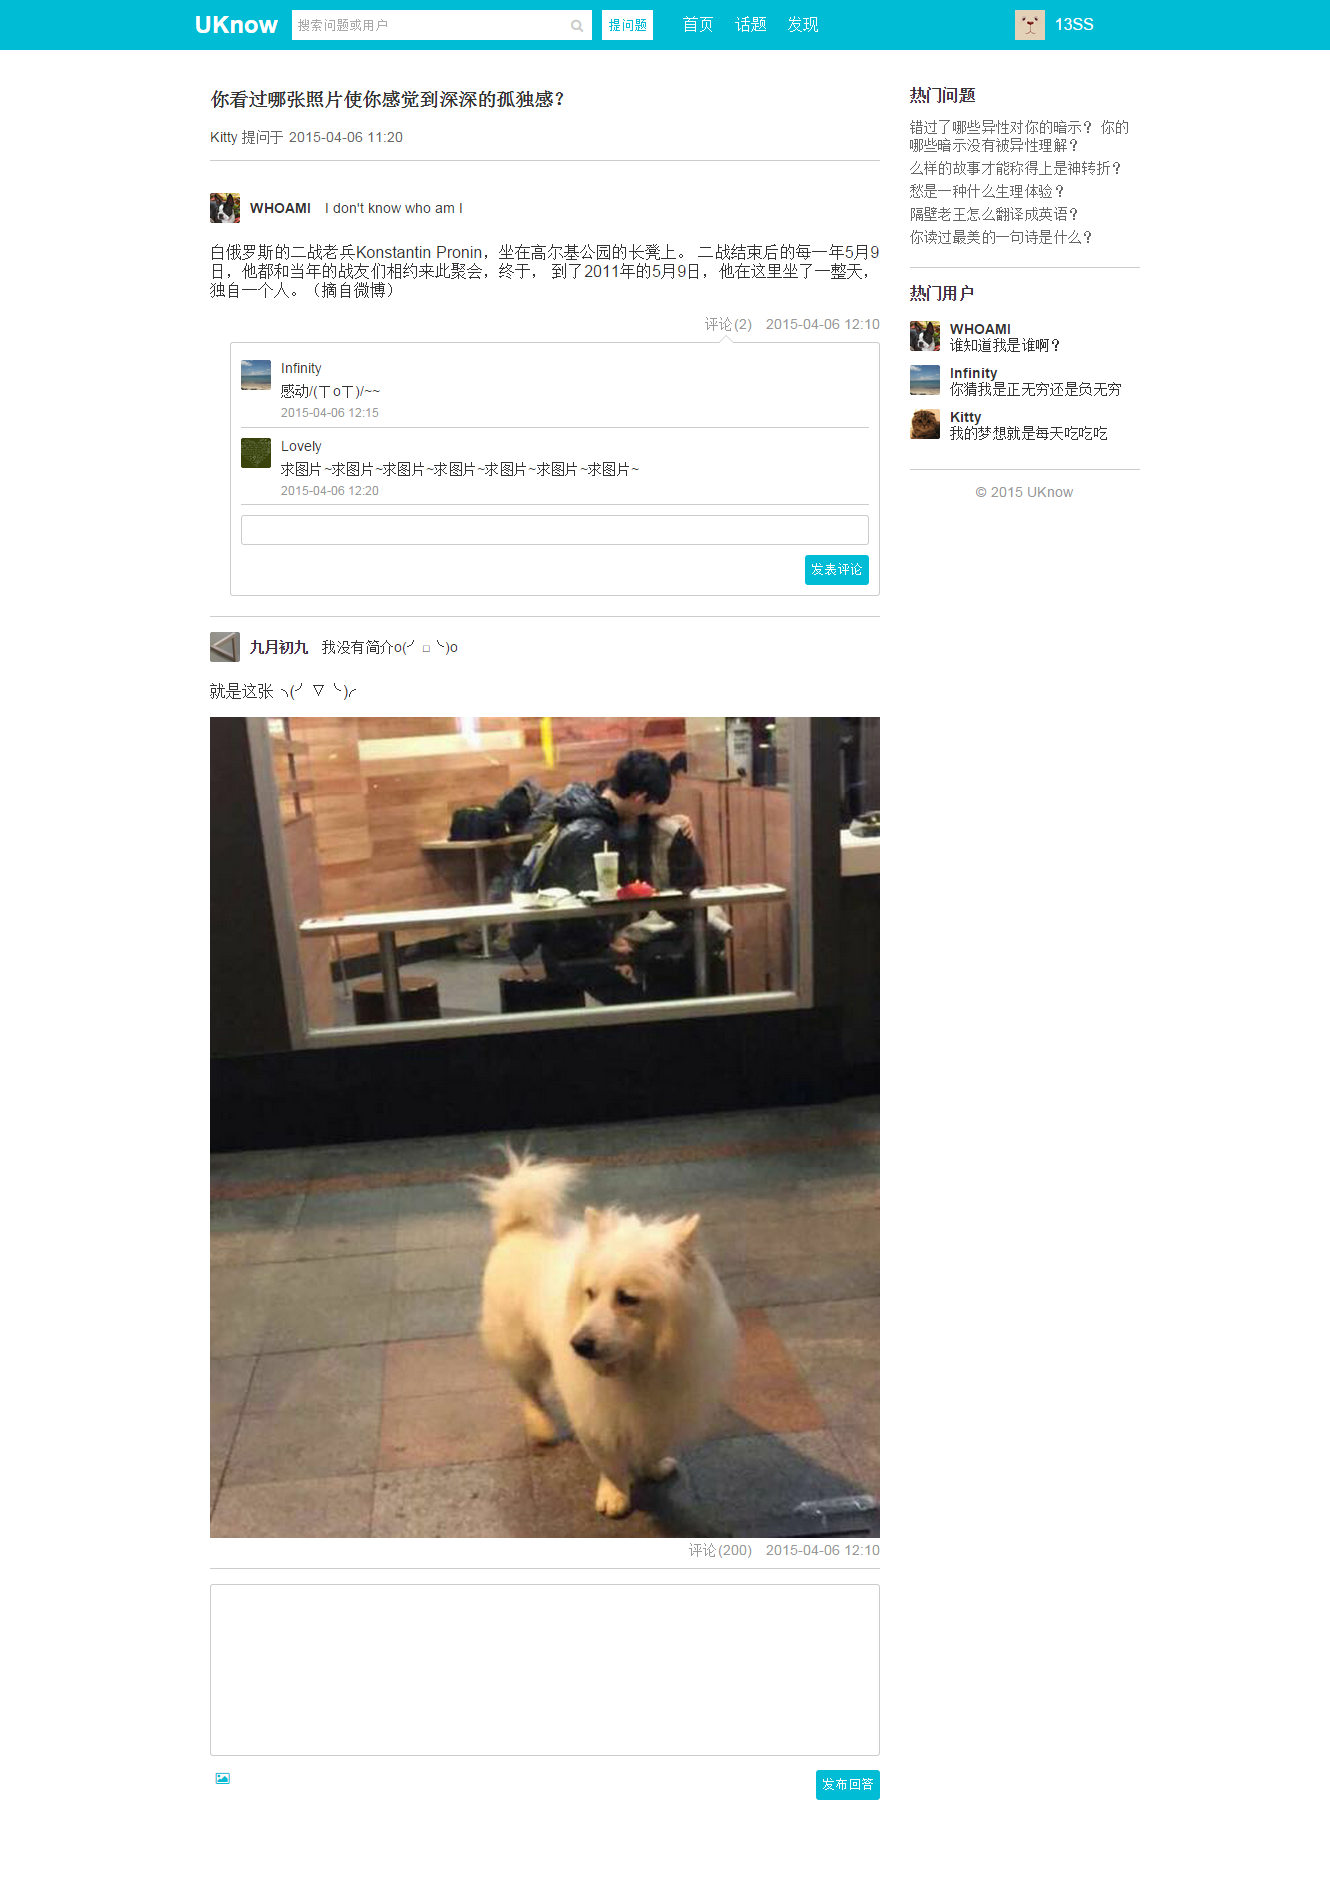 UKnow 搜索问题或用户 提问题 首页 话题 发现 13SS
你看过哪张照片使你感觉到深深的孤独感？
Kitty 提问于 2015-04-06 11:20
WHOAMI I don't know who am I
白俄罗斯的二战老兵Konstantin Pronin，坐在高尔基公园的长凳上。 二战结束后的每一年5月9
日，他都和当年的战友们相约来此聚会，终于， 到了2011年的5月9日，他在这里坐了一整天，
独自一个人。（摘自微博）
评论(2) 2015-04-06 12:10
Infinity
感动/(ㄒoㄒ)/~~
2015-04-06 12:15
Lovely
求图片~求图片~求图片~求图片~求图片~求图片~求图片~
2015-04-06 12:20
发表评论
九月初九 我没有简介o(╯□╰)o
就是这张╮(╯▽╰)╭
评论(200) 2015-04-06 12:10
发布回答
热门问题
错过了哪些异性对你的暗示？ 你的
哪些暗示没有被异性理解？
么样的故事才能称得上是神转折？
愁是一种什么生理体验？
隔壁老王怎么翻译成英语？
你读过最美的一句诗是什么？
热门用户
WHOAMI
谁知道我是谁啊？
Infinity
你猜我是正无穷还是负无穷
Kitty
我的梦想就是每天吃吃吃
© 2015 UKnow